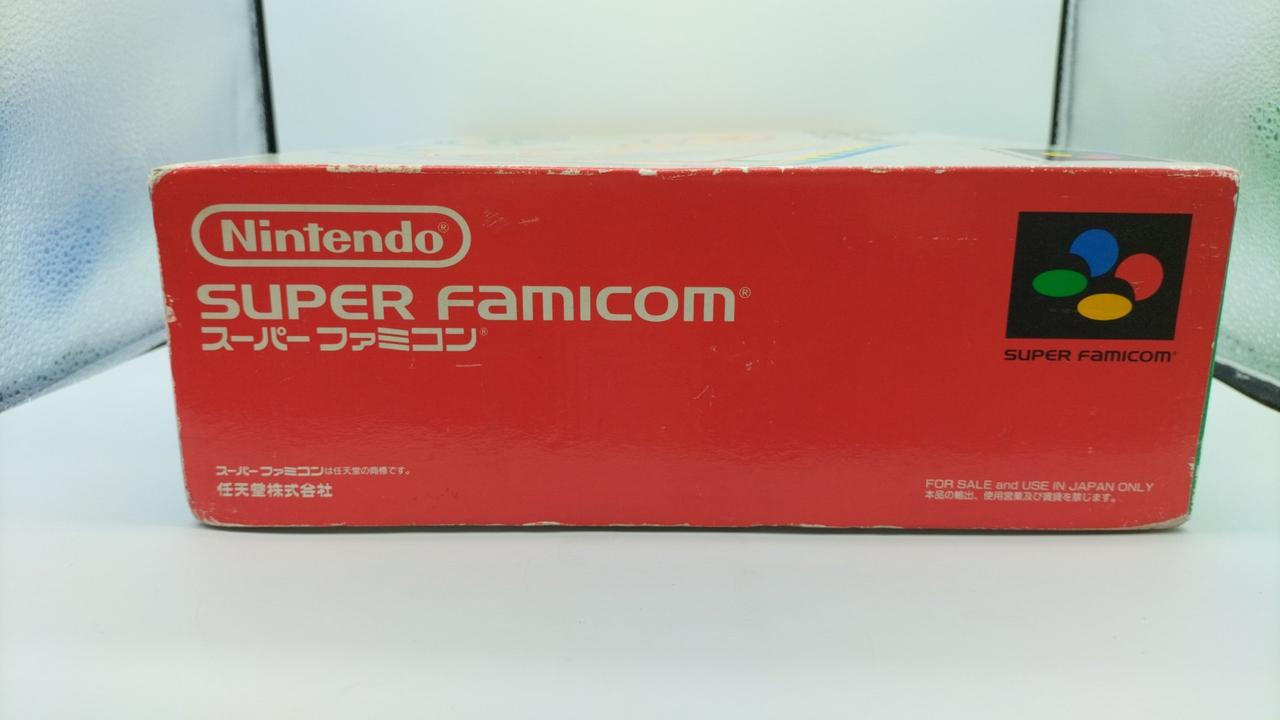 Nintendo®
SUPER FAMICOM®
スーパーファミコン®
SUPER FAMICOM®
スーパーファミコンは任天堂の商標です。
任天堂株式会社
FOR SALE and USE IN JAPAN ONLY
本品の輸出、使用営業及び賃貸を禁じます。